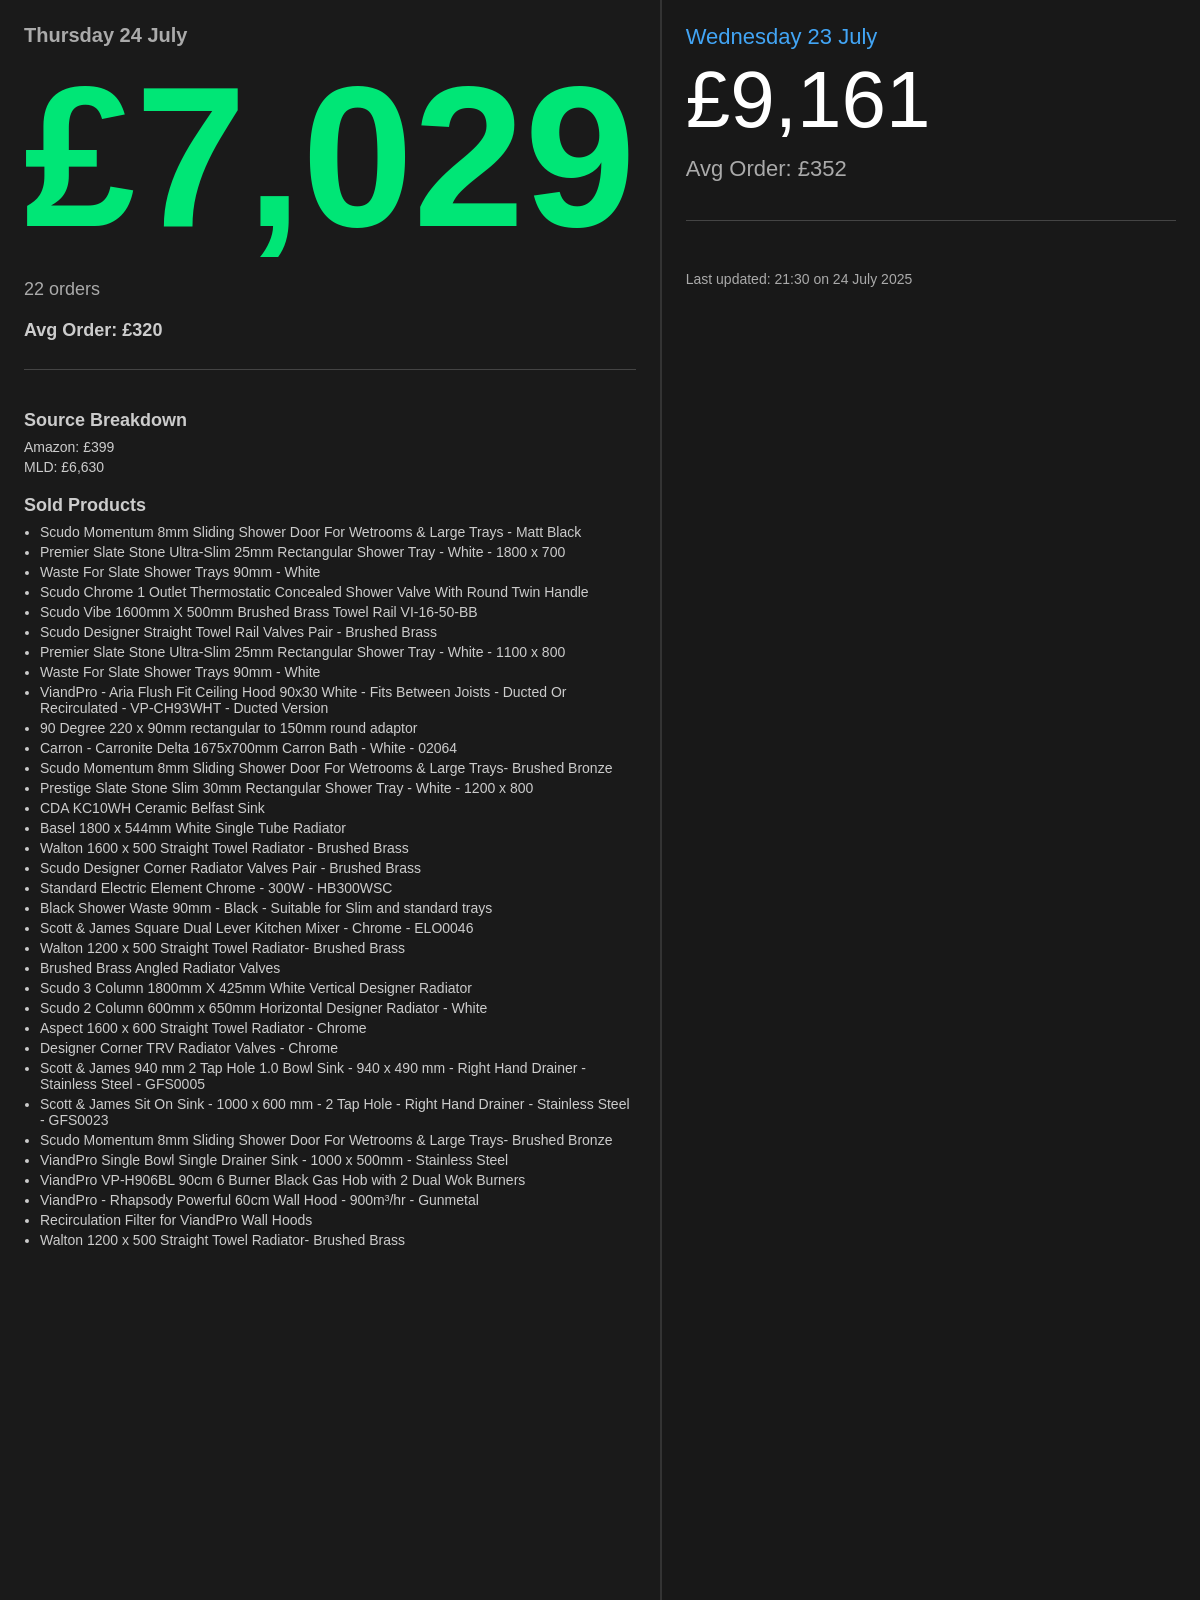 Thursday 24 July
£7,029
22 orders
Avg Order: £320
Source Breakdown
Amazon: £399
MLD: £6,630
Sold Products
• Scudo Momentum 8mm Sliding Shower Door For Wetrooms & Large Trays - Matt Black
• Premier Slate Stone Ultra-Slim 25mm Rectangular Shower Tray - White - 1800 x 700
• Waste For Slate Shower Trays 90mm - White
• Scudo Chrome 1 Outlet Thermostatic Concealed Shower Valve With Round Twin Handle
• Scudo Vibe 1600mm X 500mm Brushed Brass Towel Rail VI-16-50-BB
• Scudo Designer Straight Towel Rail Valves Pair - Brushed Brass
• Premier Slate Stone Ultra-Slim 25mm Rectangular Shower Tray - White - 1100 x 800
• Waste For Slate Shower Trays 90mm - White
• ViandPro - Aria Flush Fit Ceiling Hood 90x30 White - Fits Between Joists - Ducted Or
Recirculated - VP-CH93WHT - Ducted Version
• 90 Degree 220 x 90mm rectangular to 150mm round adaptor
• Carron - Carronite Delta 1675x700mm Carron Bath - White - 02064
• Scudo Momentum 8mm Sliding Shower Door For Wetrooms & Large Trays- Brushed Bronze
• Prestige Slate Stone Slim 30mm Rectangular Shower Tray - White - 1200 x 800
• CDA KC10WH Ceramic Belfast Sink
• Basel 1800 x 544mm White Single Tube Radiator
• Walton 1600 x 500 Straight Towel Radiator - Brushed Brass
• Scudo Designer Corner Radiator Valves Pair - Brushed Brass
• Standard Electric Element Chrome - 300W - HB300WSC
• Black Shower Waste 90mm - Black - Suitable for Slim and standard trays
• Scott & James Square Dual Lever Kitchen Mixer - Chrome - ELO0046
• Walton 1200 x 500 Straight Towel Radiator- Brushed Brass
• Brushed Brass Angled Radiator Valves
• Scudo 3 Column 1800mm X 425mm White Vertical Designer Radiator
• Scudo 2 Column 600mm x 650mm Horizontal Designer Radiator - White
• Aspect 1600 x 600 Straight Towel Radiator - Chrome
• Designer Corner TRV Radiator Valves - Chrome
• Scott & James 940 mm 2 Tap Hole 1.0 Bowl Sink - 940 x 490 mm - Right Hand Drainer -
Stainless Steel - GFS0005
• Scott & James Sit On Sink - 1000 x 600 mm - 2 Tap Hole - Right Hand Drainer - Stainless Steel
- GFS0023
• Scudo Momentum 8mm Sliding Shower Door For Wetrooms & Large Trays- Brushed Bronze
• ViandPro Single Bowl Single Drainer Sink - 1000 x 500mm - Stainless Steel
• ViandPro VP-H906BL 90cm 6 Burner Black Gas Hob with 2 Dual Wok Burners
• ViandPro - Rhapsody Powerful 60cm Wall Hood - 900m³/hr - Gunmetal
• Recirculation Filter for ViandPro Wall Hoods
• Walton 1200 x 500 Straight Towel Radiator- Brushed Brass
Wednesday 23 July
£9,161
Avg Order: £352
Last updated: 21:30 on 24 July 2025